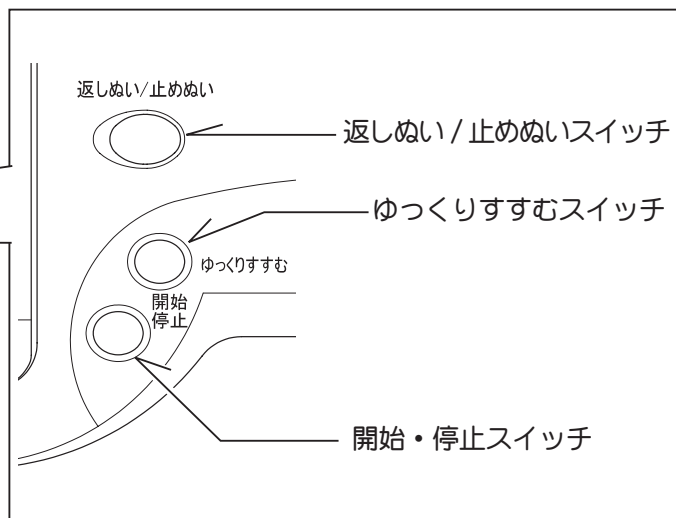 返しぬい/止めぬい
返しぬい/止めぬいスイッチ
ゆっくりすすむスイッチ
ゆっくりすすむ
開始
停止
開始・停止スイッチ